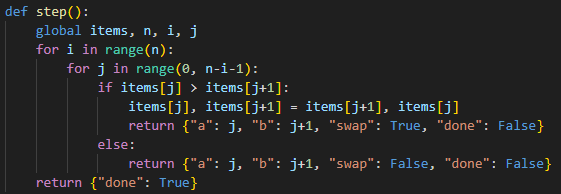 def step():
    global items, n, i, j
    for i in range(n):
        for j in range(0, n-i-1):
            if items[j] > items[j+1]:
                items[j], items[j+1] = items[j+1], items[j]
                return {"a": j, "b": j+1, "swap": True, "done": False}
            else:
                return {"a": j, "b": j+1, "swap": False, "done": False}
    return {"done": True}